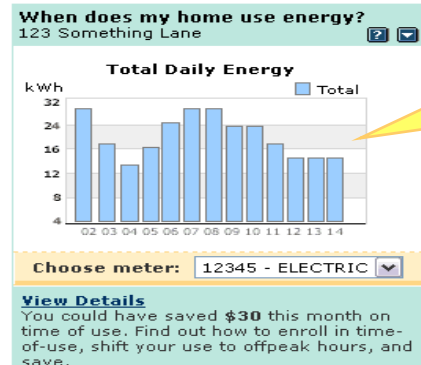 When does my home use energy?
123 Something Lane
?
Total Daily Energy
kWh
Total
32
24
16
12
8
4
02 03 04 05 06 07 08 09 10 11 12 13 14
Choose meter: 12345 - ELECTRIC
View Details
You could have saved $30 this month on
time of use. Find out how to enroll in time-
of-use, shift your use to offpeak hours, and
save.